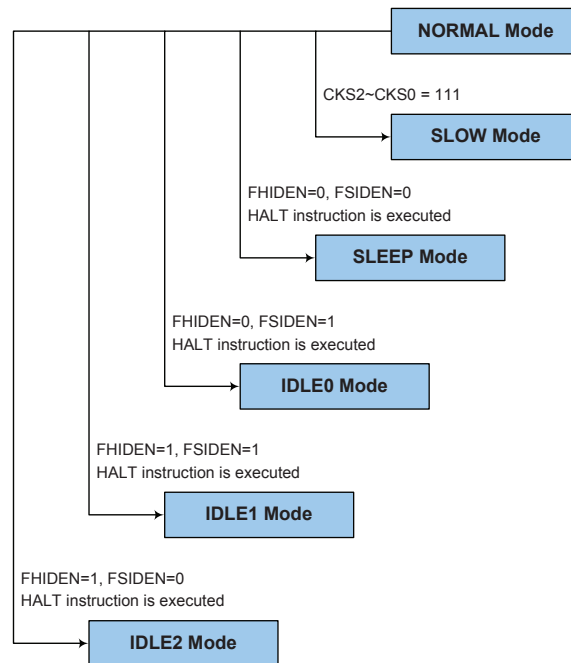 NORMAL Mode
CKS2~CKS0 = 111
SLOW Mode
FHIDEN=0, FSIDEN=0
HALT instruction is executed
SLEEP Mode
FHIDEN=0, FSIDEN=1
HALT instruction is executed
IDLE0 Mode
FHIDEN=1, FSIDEN=1
HALT instruction is executed
IDLE1 Mode
FHIDEN=1, FSIDEN=0
HALT instruction is executed
IDLE2 Mode